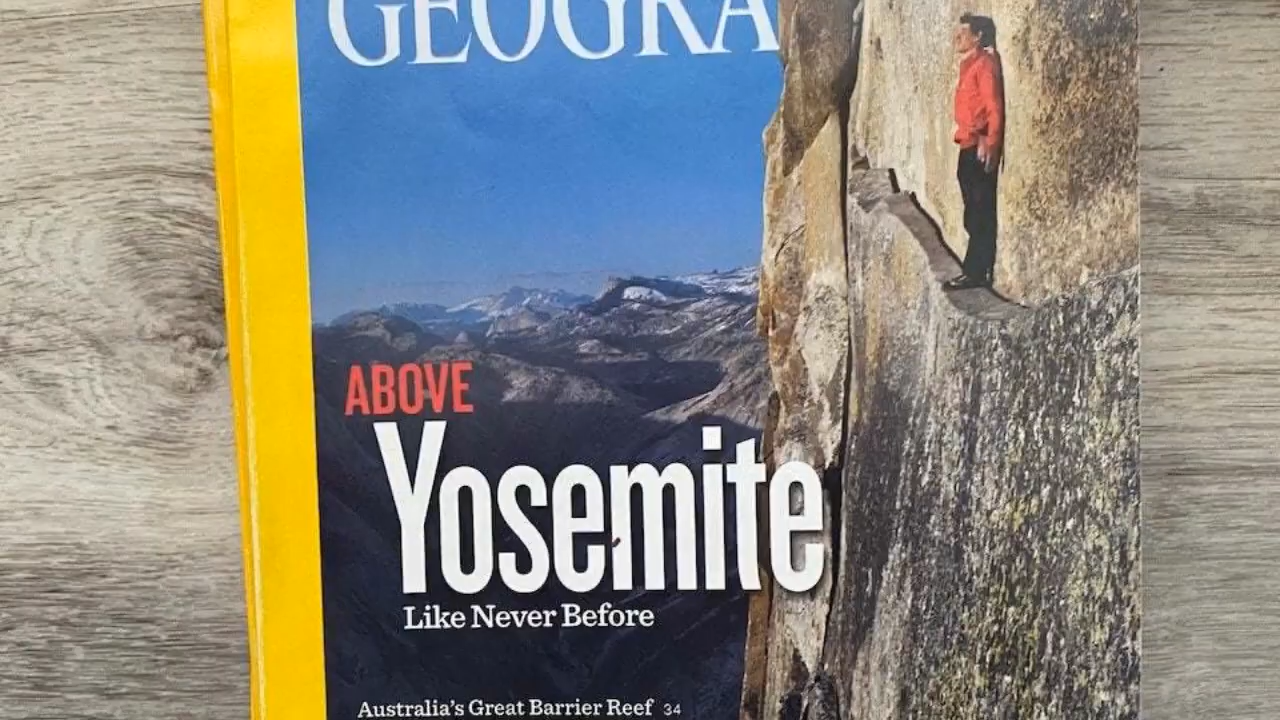 GEOGRA
ABOVE
Yosemite
Like Never Before
Australia's Great Barrier Reef 34